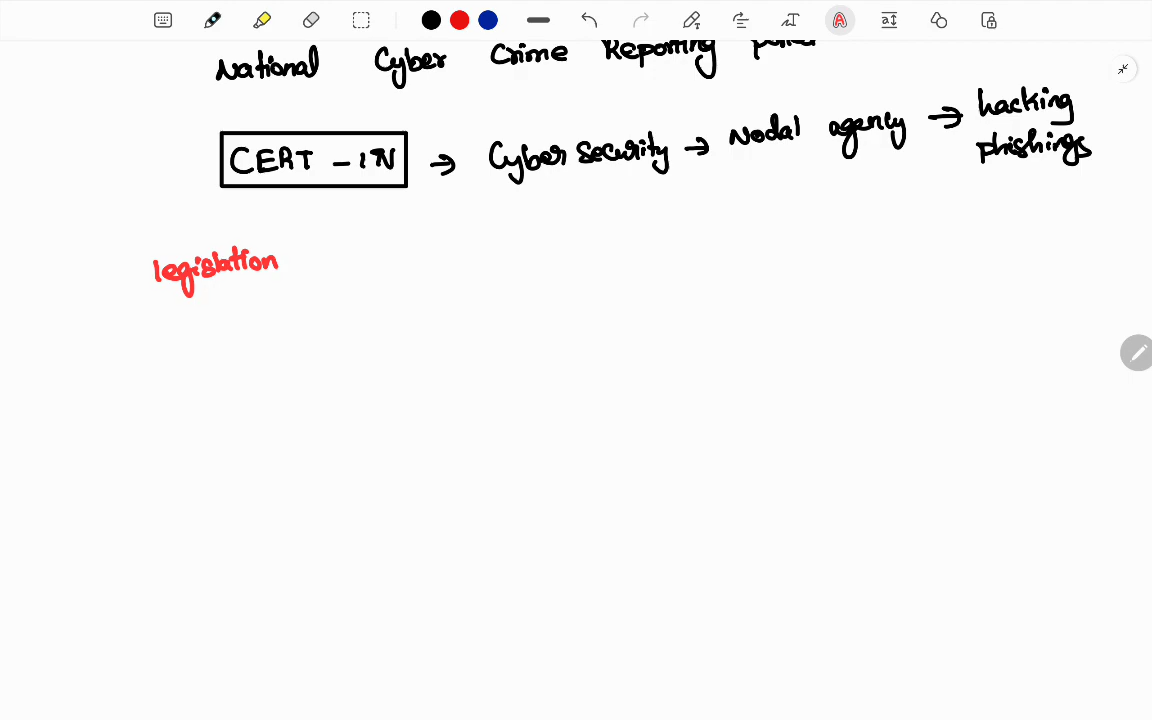 National Cyber Crime Reporting
CERT - IN → Cyber Security → Nodal agency → hacking
phishings
legislation